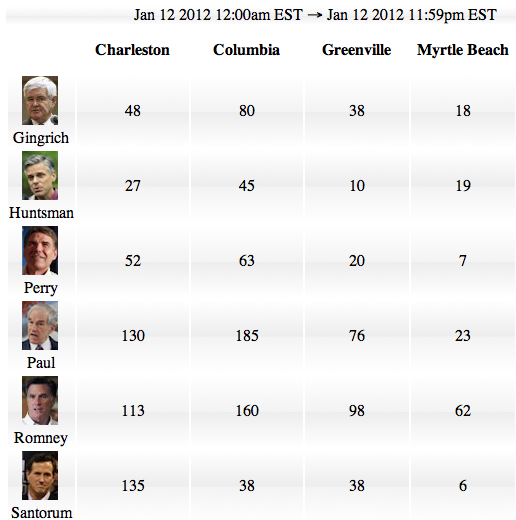 Jan 12 2012 12:00am EST → Jan 12 2012 11:59pm EST
Charleston Columbia Greenville Myrtle Beach
48 80 38 18
Gingrich
27 45 10 19
Huntsman
52 63 20 7
Perry
130 185 76 23
Paul
113 160 98 62
Romney
135 38 38 6
Santorum